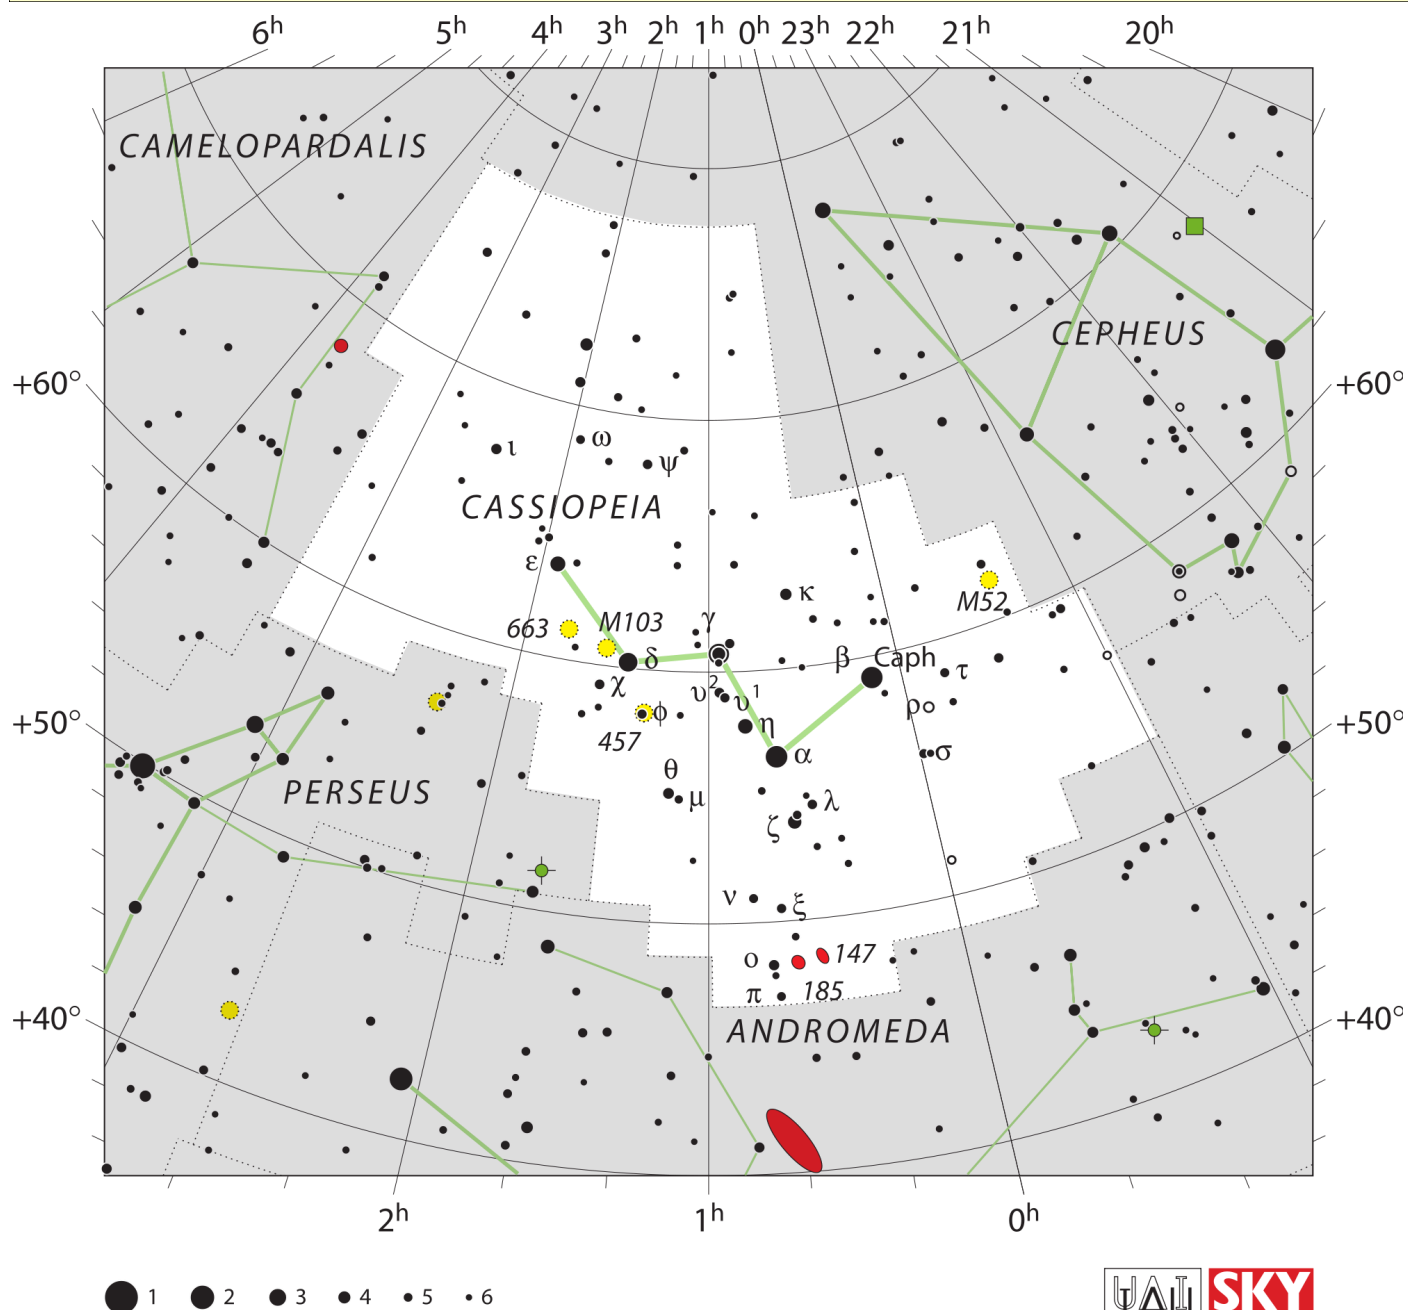 6h 5h 4h 3h 2h 1h 0h 23h 22h 21h 20h
CAMELOPARDALIS
CEPHEUS
+60° +60°
ω
ι
ψ
CASSIOPEIA
ε
κ
M52
663 M103
γ
δ
β Caph
τ
χ
υ2 υ1
ρ
φ
+50° +50°
η
457
α
σ
θ
PERSEUS
μ
λ
ζ
ν
ξ
ο
147
π
185
+40° +40°
ANDROMEDA
2h 1h 0h
1 2 3 4 5 6
IAU SKY